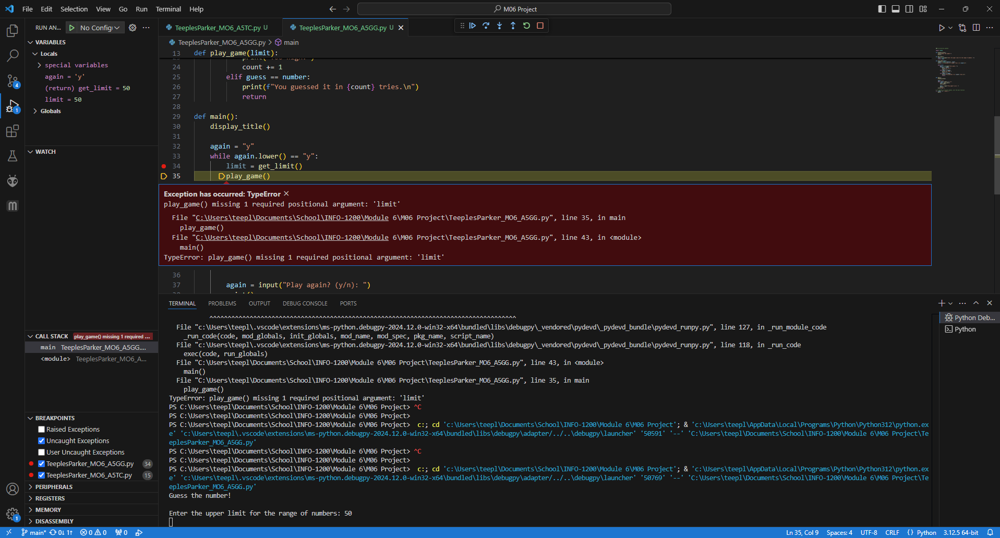 File Edit Selection View Go Run Terminal Help
M06 Project
RUN AN... No Config
TeeplesParker_MO6_A5TC.py U
TeeplesParker_MO6_A5GG.py U
TeeplesParker_MO6_A5GG.py > main
VARIABLES
Locals
special variables
again = 'y'
(return) get_limit = 50
limit = 50
Globals
WATCH
CALL STACK play_game() missing 1 required ...
main TeeplesParker_MO6_A5GG....
<module> TeeplesParker_MO6_A...
BREAKPOINTS
Raised Exceptions
Uncaught Exceptions
User Uncaught Exceptions
TeeplesParker_MO6_A5GG.py 34
TeeplesParker_MO6_A5TC.py 15
PERIPHERALS
REGISTERS
MEMORY
DISASSEMBLY
4
1
1
13 def play_game(limit):
24 count += 1
25 elif guess == number:
26 print(f"You guessed it in {count} tries.\n")
27 return
28
29 def main():
30 display_title()
31
32 again = "y"
33 while again.lower() == "y":
34 limit = get_limit()
35 play_game()
Exception has occurred: TypeError
play_game() missing 1 required positional argument: 'limit'
File "C:\Users\teepl\Documents\School\INFO-1200\Module 6\M06 Project\TeeplesParker_MO6_A5GG.py", line 35, in main
play_game()
File "C:\Users\teepl\Documents\School\INFO-1200\Module 6\M06 Project\TeeplesParker_MO6_A5GG.py", line 43, in <module>
main()
TypeError: play_game() missing 1 required positional argument: 'limit'
36
37 again = input("Play again? (y/n): ")
TERMINAL PROBLEMS OUTPUT DEBUG CONSOLE PORTS
Python Deb...
Python
^^^^^^^^^^^^^^^^^^^^^^^^^^^^^^^^^^^^^^^^^^^^^^^^^^^^^^^^^^^^^^^^^^^^^^^^^^^^^^^^^^^^
File "c:\Users\teepl\.vscode\extensions\ms-python.debugpy-2024.12.0-win32-x64\bundled\libs\debugpy\_vendored\pydevd\_pydevd_bundle\pydevd_runpy.py", line 127, in _run_module_code
_run_code(code, mod_globals, init_globals, mod_name, mod_spec, pkg_name, script_name)
File "c:\Users\teepl\.vscode\extensions\ms-python.debugpy-2024.12.0-win32-x64\bundled\libs\debugpy\_vendored\pydevd\_pydevd_bundle\pydevd_runpy.py", line 118, in _run_code
exec(code, run_globals)
File "C:\Users\teepl\Documents\School\INFO-1200\Module 6\M06 Project\TeeplesParker_MO6_A5GG.py", line 43, in <module>
main()
File "C:\Users\teepl\Documents\School\INFO-1200\Module 6\M06 Project\TeeplesParker_MO6_A5GG.py", line 35, in main
play_game()
TypeError: play_game() missing 1 required positional argument: 'limit'
PS C:\Users\teepl\Documents\School\INFO-1200\Module 6\M06 Project> ^C
PS C:\Users\teepl\Documents\School\INFO-1200\Module 6\M06 Project>
PS C:\Users\teepl\Documents\School\INFO-1200\Module 6\M06 Project> c:; cd 'c:\Users\teepl\Documents\School\INFO-1200\Module 6\M06 Project'; & 'c:\Users\teepl\AppData\Local\Programs\Python\Python312\python.ex
e' 'c:\Users\teepl\.vscode\extensions\ms-python.debugpy-2024.12.0-win32-x64\bundled\libs\debugpy\adapter/../..\debugpy\launcher' '50591' '--' 'C:\Users\teepl\Documents\School\INFO-1200\Module 6\M06 Project\Te
eplesParker_MO6_A5GG.py'
PS C:\Users\teepl\Documents\School\INFO-1200\Module 6\M06 Project> ^C
PS C:\Users\teepl\Documents\School\INFO-1200\Module 6\M06 Project>
PS C:\Users\teepl\Documents\School\INFO-1200\Module 6\M06 Project> c:; cd 'c:\Users\teepl\Documents\School\INFO-1200\Module 6\M06 Project'; & 'c:\Users\teepl\AppData\Local\Programs\Python\Python312\python.ex
e' 'c:\Users\teepl\.vscode\extensions\ms-python.debugpy-2024.12.0-win32-x64\bundled\libs\debugpy\adapter/../..\debugpy\launcher' '50769' '--' 'C:\Users\teepl\Documents\School\INFO-1200\Module 6\M06 Project\Te
eplesParker_MO6_A5GG.py'
Guess the number!
Enter the upper limit for the range of numbers: 50
main* 0↓ 1↑ 0 0 0
Ln 35, Col 9 Spaces: 4 UTF-8 CRLF {} Python 3.12.5 64-bit